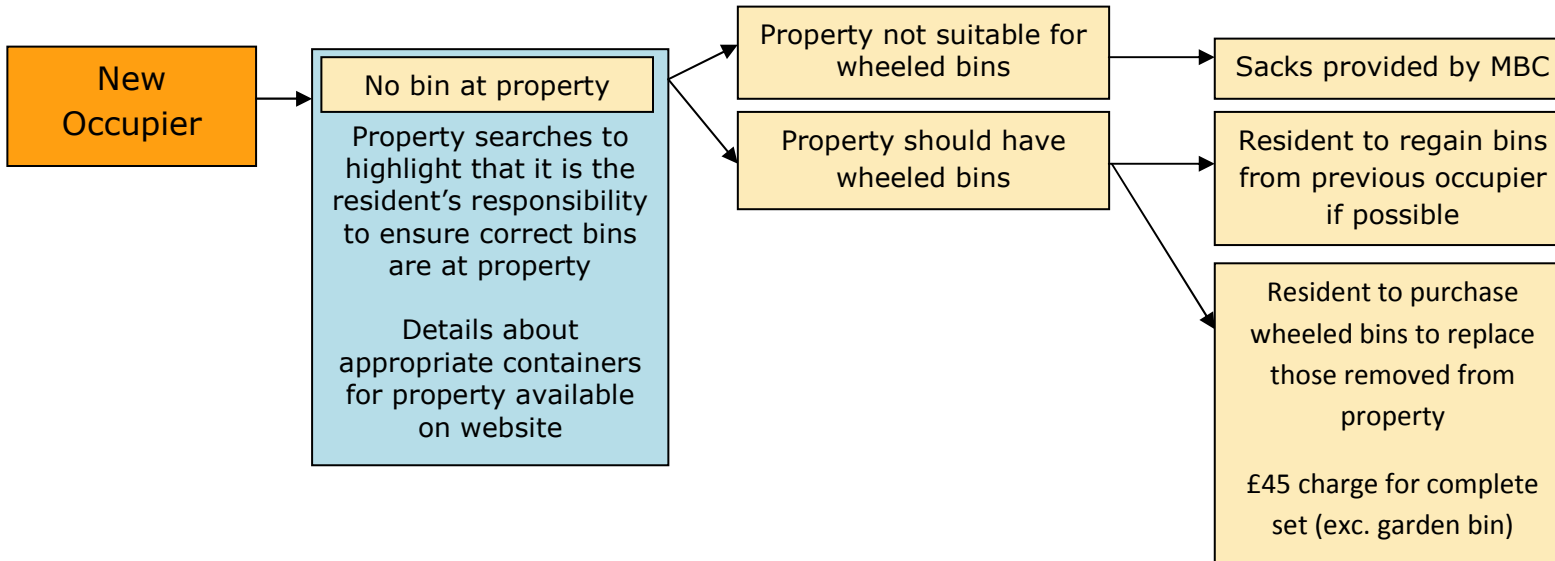 New
Occupier
No bin at property
Property searches to
highlight that it is the
resident’s responsibility
to ensure correct bins
are at property
Details about
appropriate containers
for property available
on website
Property not suitable for
wheeled bins
Property should have
wheeled bins
Sacks provided by MBC
Resident to regain bins
from previous occupier
if possible
Resident to purchase
wheeled bins to replace
those removed from
property
£45 charge for complete
set (exc. garden bin)